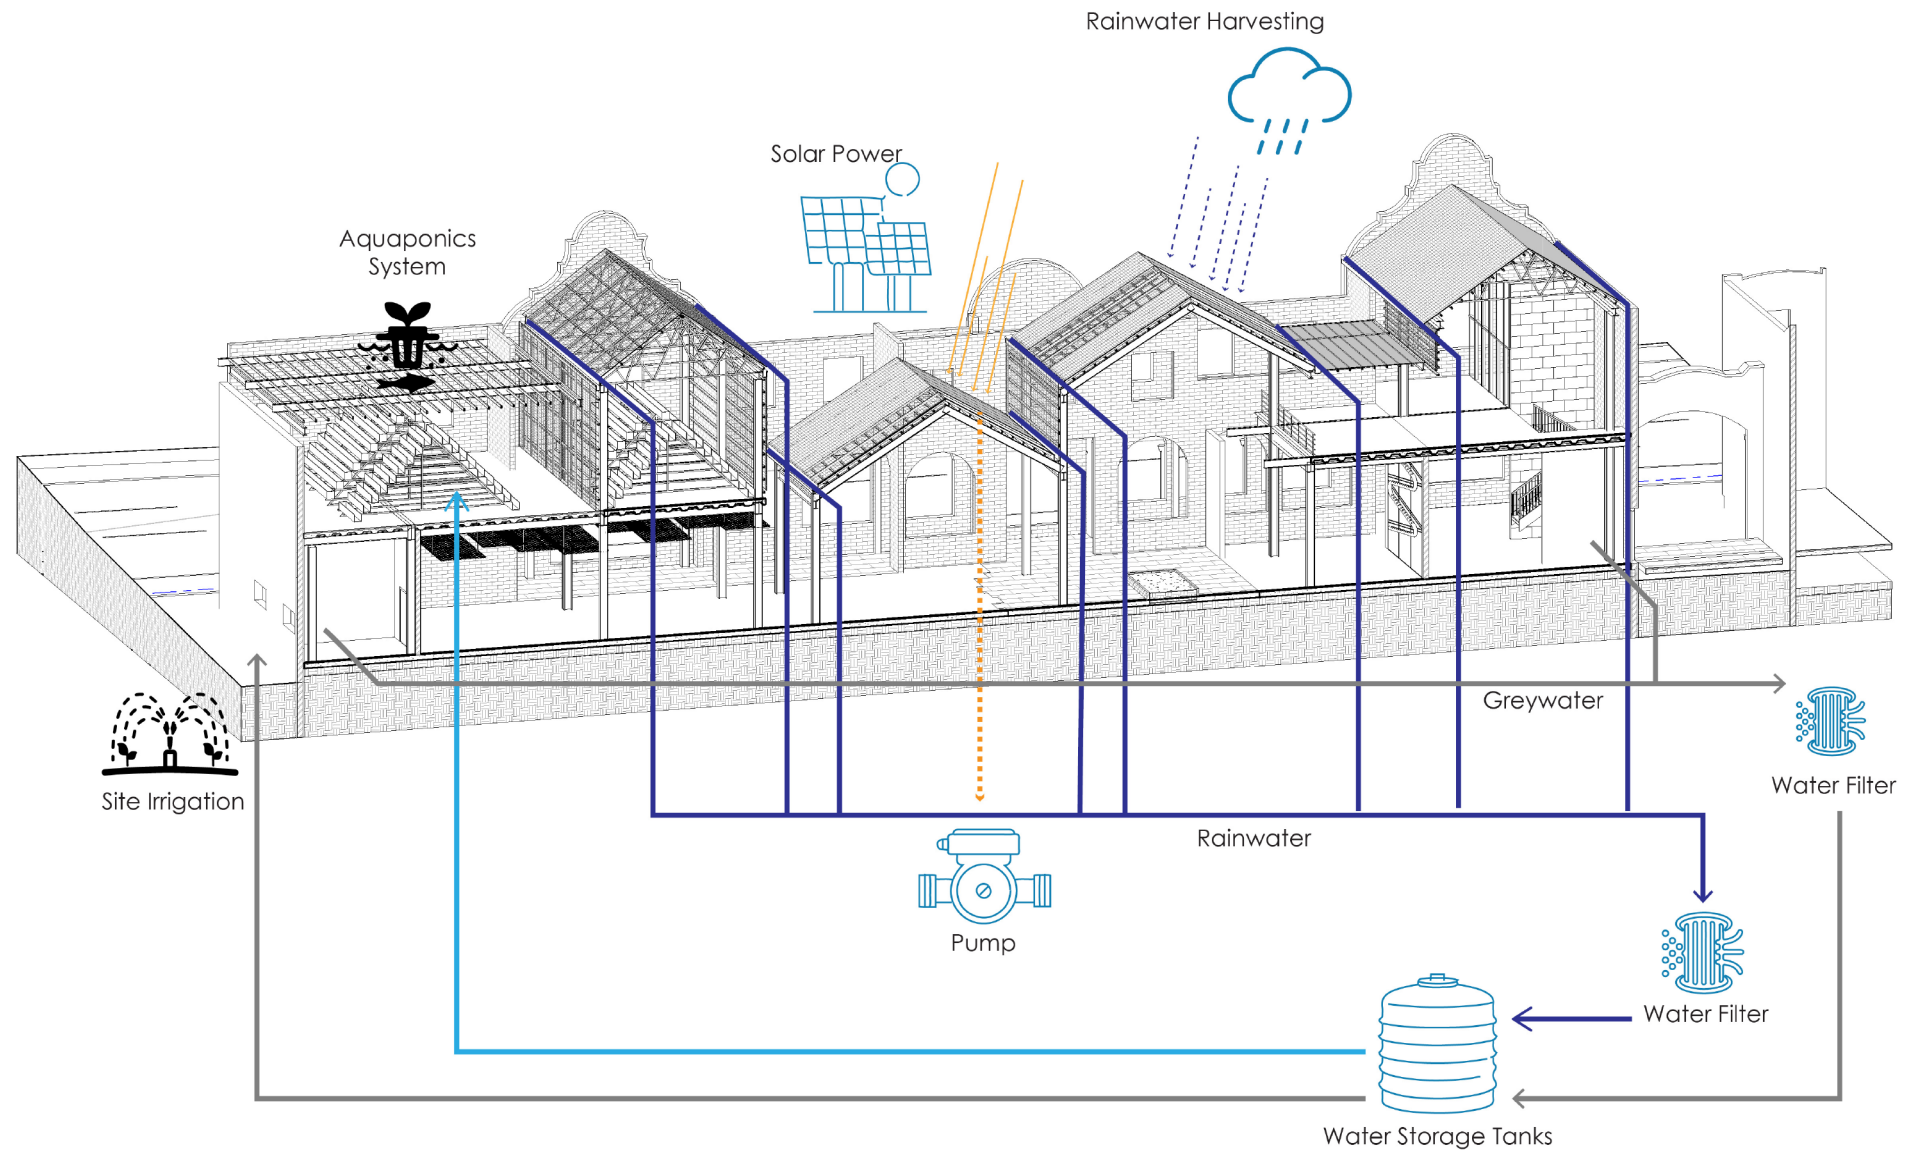 Rainwater Harvesting
Solar Power
Aquaponics
System
Greywater
Water Filter
Site Irrigation
Rainwater
Pump
Water Filter
Water Storage Tanks